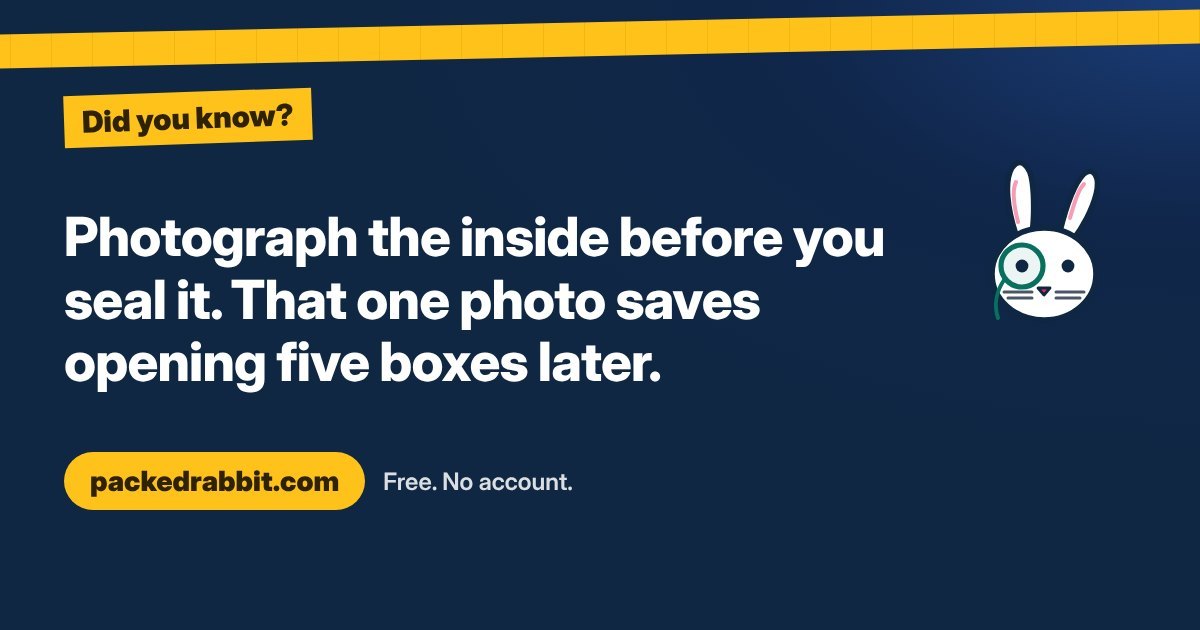 Did you know?
Photograph the inside before you
seal it. That one photo saves
opening five boxes later.
packedrabbit.com
Free. No account.